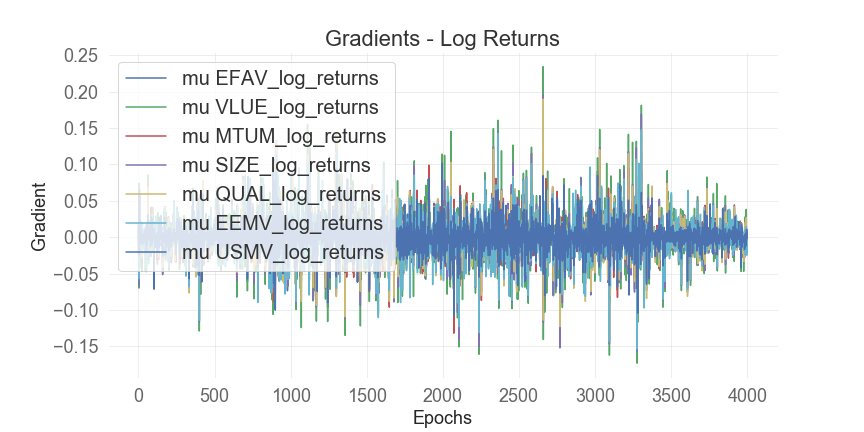 Gradients - Log Returns
0.25
0.20
0.15
0.10
0.05
0.00
−0.05
−0.10
−0.15
Gradient
mu EFAV_log_returns
mu VLUE_log_returns
mu MTUM_log_returns
mu SIZE_log_returns
mu QUAL_log_returns
mu EEMV_log_returns
mu USMV_log_returns
0 500 1000 1500 2000 2500 3000 3500 4000
Epochs